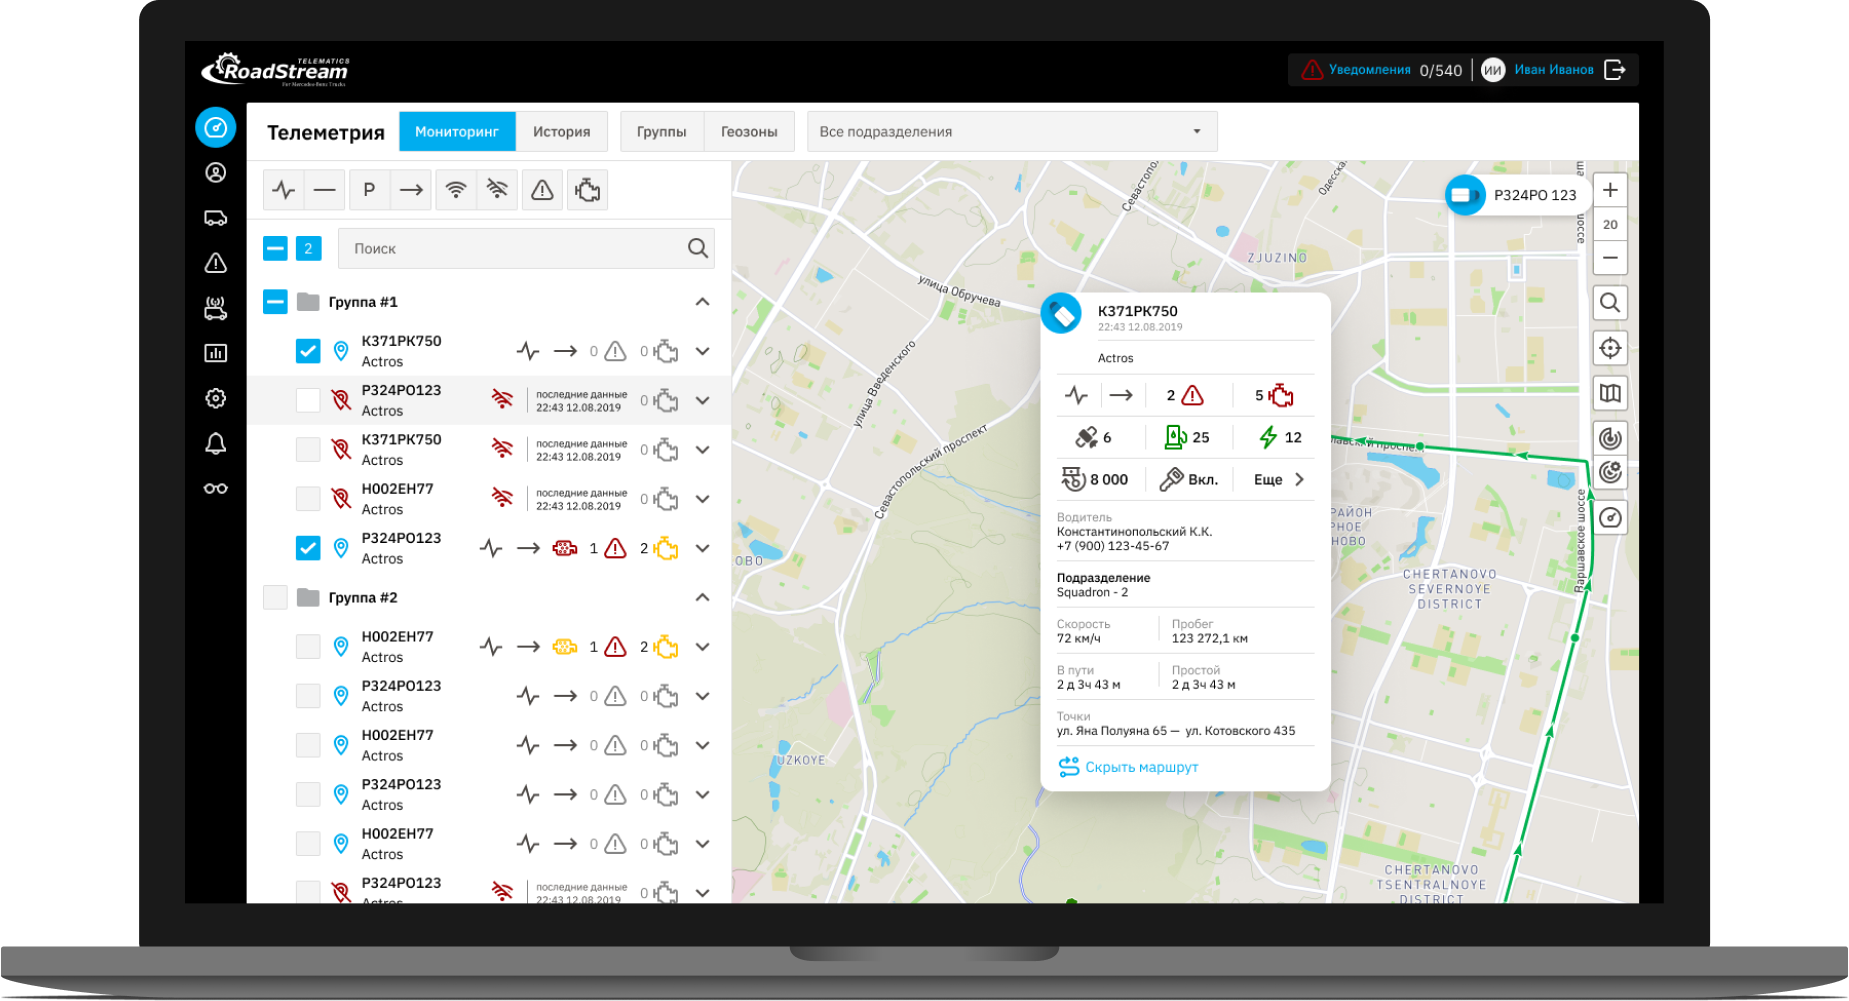 TELEMATICS
RoadStream
For Mercedes-Benz Trucks
Уведомления 0/540
ИИ Иван Иванов
Телеметрия
Мониторинг
История
Группы
Геозоны
Все подразделения
P
2
Поиск
Группа #1
К371РК750
Actros
0
0
Р324РО123
Actros
последние данные
22:43 12.08.2019
0
К371РК750
Actros
последние данные
22:43 12.08.2019
0
Н002ЕН77
Actros
последние данные
22:43 12.08.2019
0
Р324РО123
Actros
1
2
Группа #2
Н002ЕН77
Actros
1
2
Р324РО123
Actros
0
0
Н002ЕН77
Actros
0
0
Р324РО123
Actros
0
0
Н002ЕН77
Actros
0
0
Р324РО123
Actros
последние данные
22:43 12.08.2019
0
Р324РО 123
20
ZJUZINO
улица Обручева
улица Введенского
Севастопольский проспект
К371РК750
22:43 12.08.2019
Actros
2
5
6
25
12
8 000
Вкл.
Еще
Водитель
Константинопольский К.К.
+7 (900) 123-45-67
Подразделение
Squadron - 2
Скорость
72 км/ч
Пробег
123 272,1 км
В пути
2 д 3ч 43 м
Простой
2 д 3ч 43 м
Точки
ул. Яна Полуяна 65 — ул. Котовского 435
Скрыть маршрут
РАЙОН
РНОЕ
НОВО
Варшавское шоссе
CHERTANOVO
SEVERNOYE
DISTRICT
ОВО
UZKOYE
CHERTANOVO
TSENTRALNOYE
DISTRICT